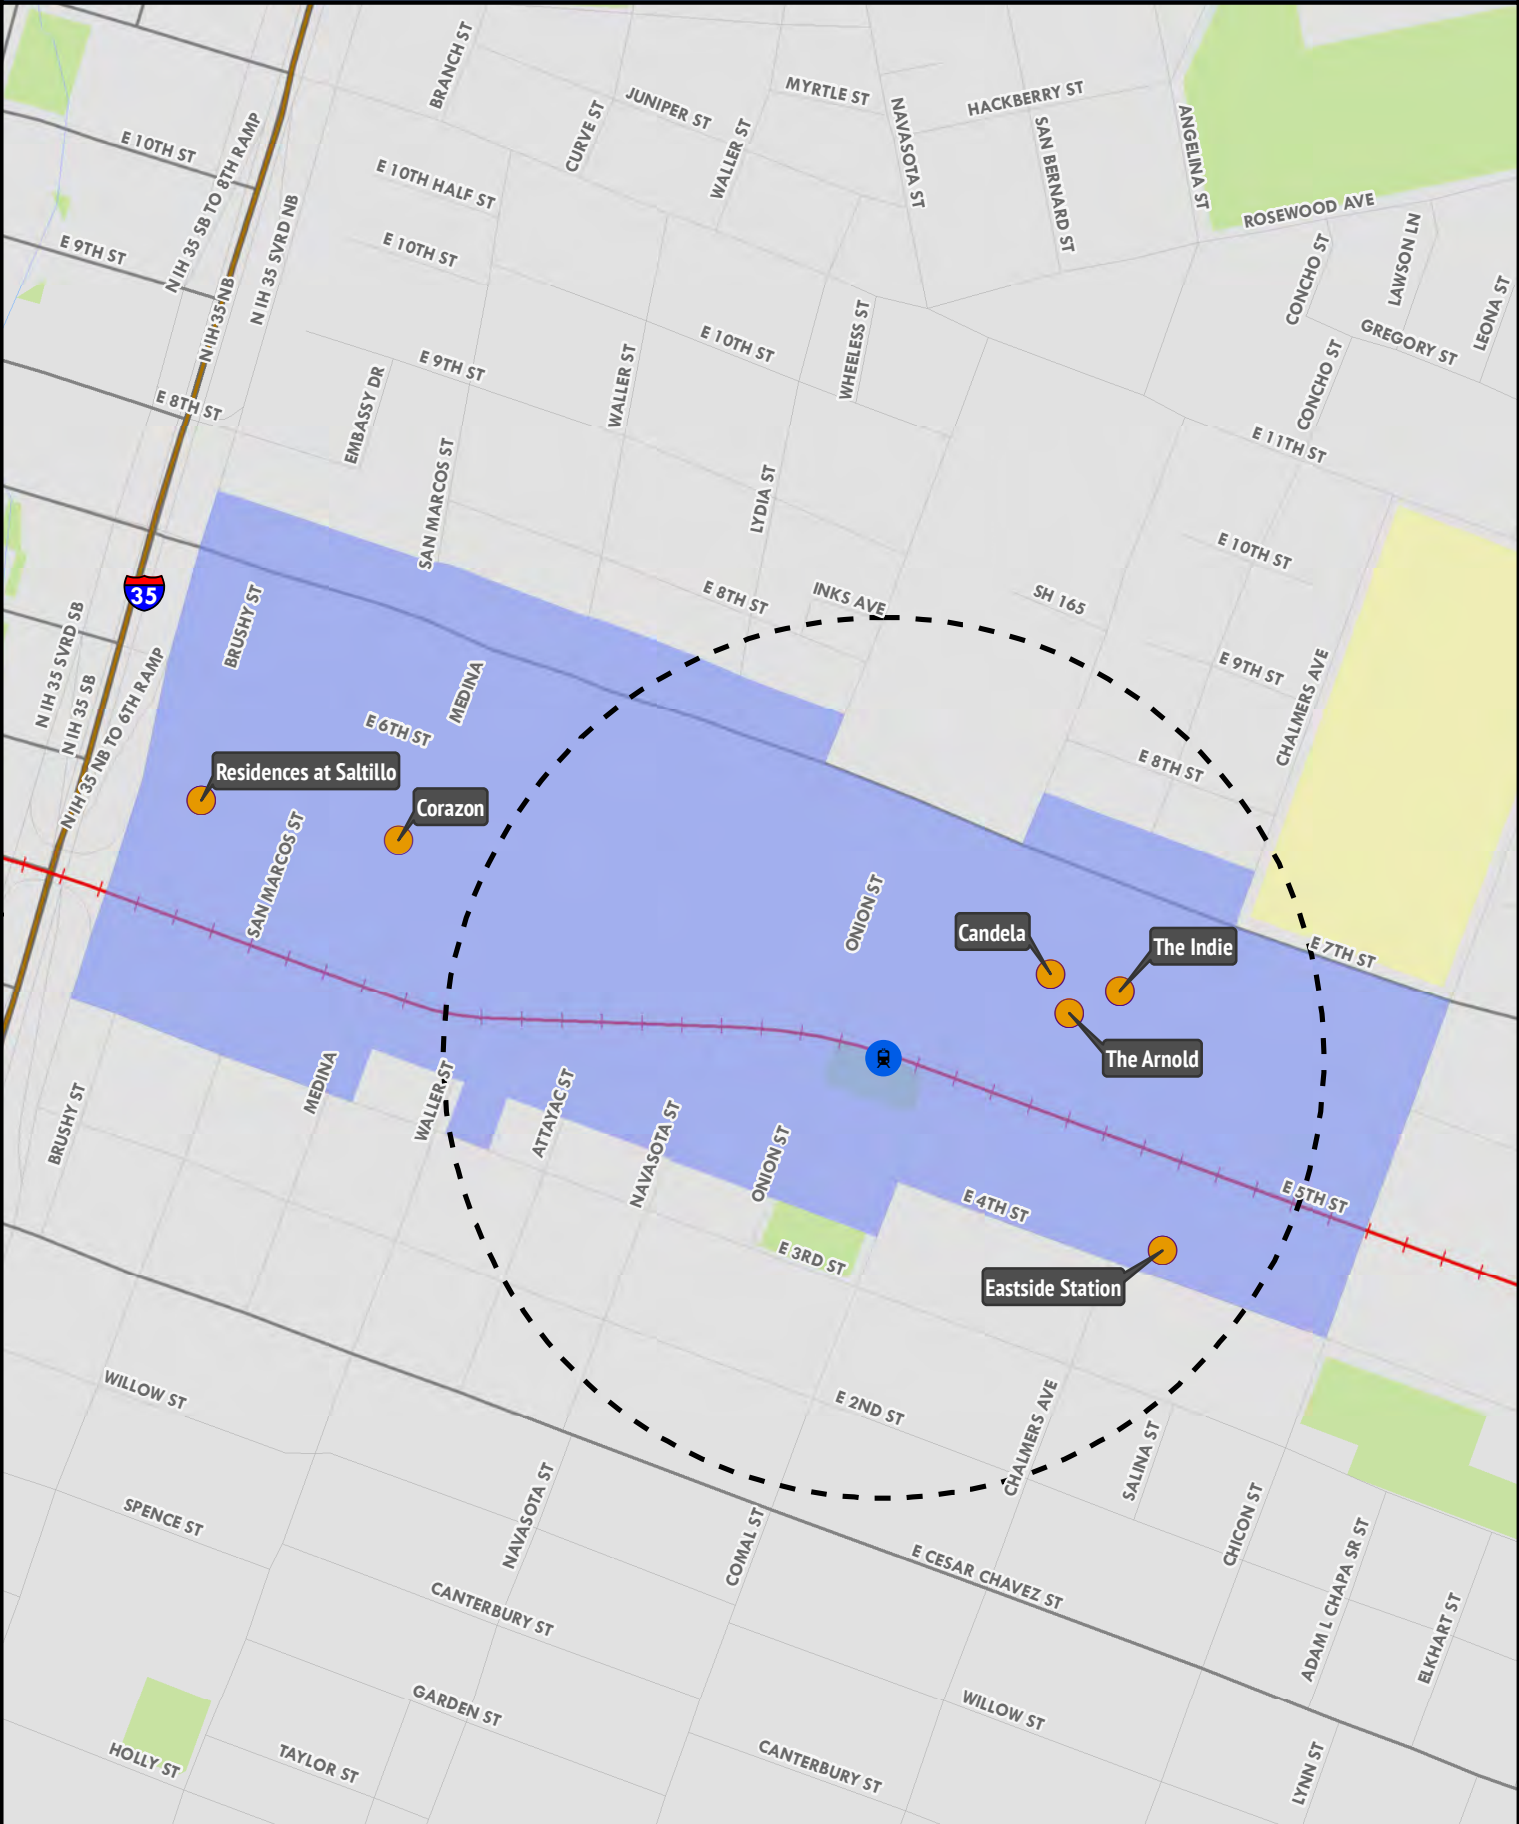 BRANCH ST
JUNIPER ST
MYRTLE ST
HACKBERRY ST
CURVE ST
WALLER ST
NAVASOTA ST
SAN BERNARD ST
ANGELINA ST
E 10TH ST
N IH 35 SB TO 8TH RAMP
E 10TH HALF ST
ROSEWOOD AVE
E 9TH ST
N IH 35 SVRD NB
E 10TH ST
CONCHO ST
LAWSON LN
LEONA ST
N IH 35 NB
E 10TH ST
WHEELESS ST
GREGORY ST
E 9TH ST
WALLER ST
CONCHO ST
E 8TH ST
EMBASSY DR
E 11TH ST
SAN MARCOS ST
LYDIA ST
E 10TH ST
35
BRUSHY ST
E 8TH ST
INKS AVE
SH 165
N IH 35 SVRD SB
N IH 35 SB
N IH 35 NB TO 6TH RAMP
MEDINA
E 9TH ST
CHALMERS AVE
E 6TH ST
E 8TH ST
Residences at Saltillo
Corazon
SAN MARCOS ST
ONION ST
Candela
The Indie
E 7TH ST
The Arnold
BRUSHY ST
MEDINA
WALLER ST
ATTAYAC ST
NAVASOTA ST
ONION ST
E 4TH ST
E 5TH ST
E 3RD ST
Eastside Station
WILLOW ST
E 2ND ST
CHALMERS AVE
SALINA ST
SPENCE ST
NAVASOTA ST
COMAL ST
CHICON ST
E CESAR CHAVEZ ST
ADAM L CHAPA SR ST
ELKHART ST
CANTERBURY ST
GARDEN ST
WILLOW ST
HOLLY ST
TAYLOR ST
CANTERBURY ST
LYNN ST